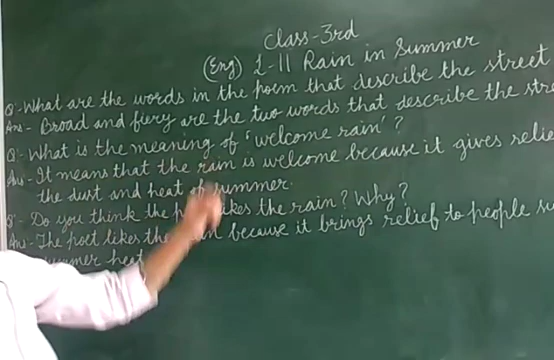 Class-3rd
(Eng) L-11 Rain in Summer
Q:- What are the words in the poem that describe the street
Ans- Broad and fiery are the two words that describe the
Q:- What is the meaning of 'welcome rain'?
Ans- It means that the rain is welcome because it gives
the dust and heat of summer.
Do you think the likes the rain? Why?
Ans- The poet likes the because it brings relief to people
heat